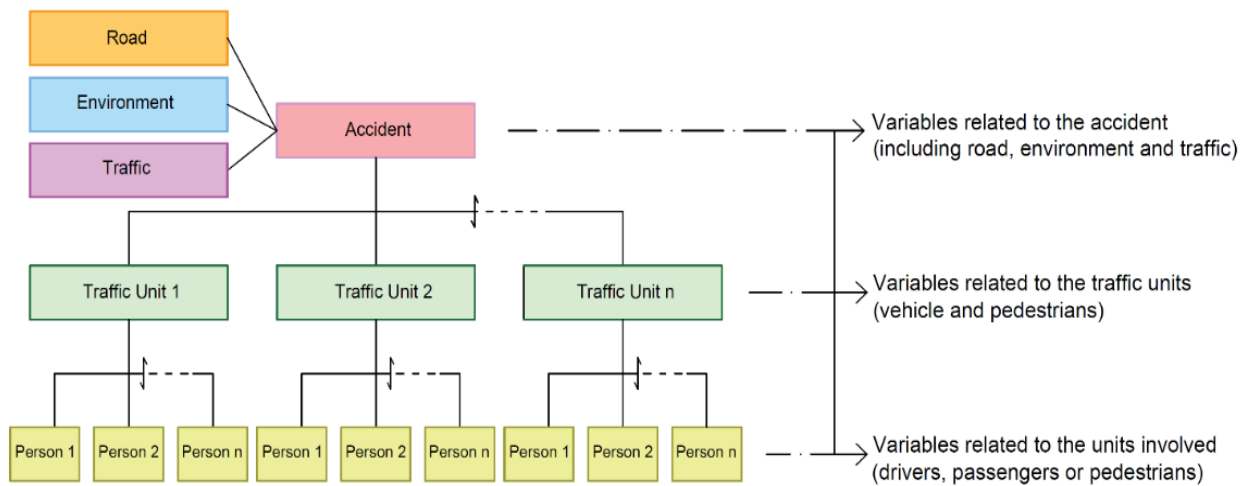 Road
Environment
Traffic
Accident
Variables related to the accident
(including road, environment and traffic)
Traffic Unit 1
Traffic Unit 2
Traffic Unit n
Variables related to the traffic units
(vehicle and pedestrians)
Person 1
Person 2
Person n
Person 1
Person 2
Person n
Person 1
Person 2
Person n
Variables related to the units involved
(drivers, passengers or pedestrians)